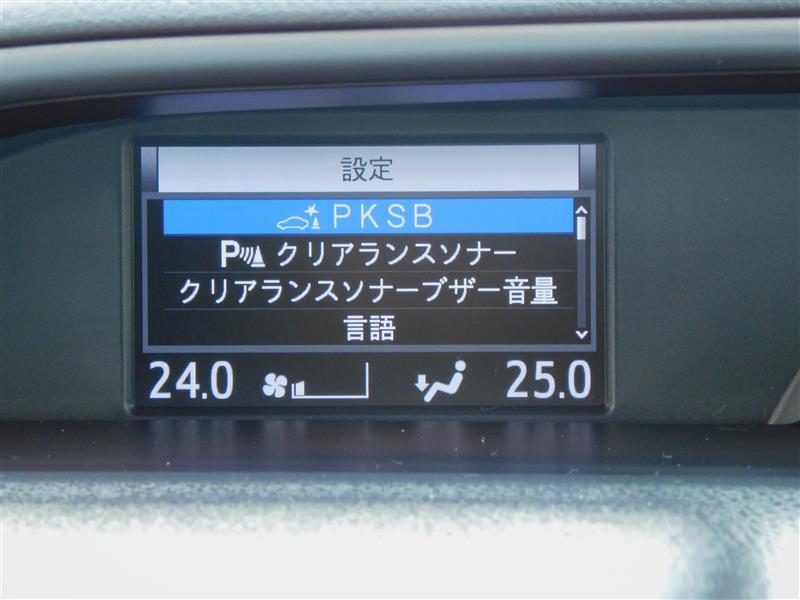 設定
PKSB
P クリアランスソナー
クリアランスソナーブザー音量
言語
24.0 25.0